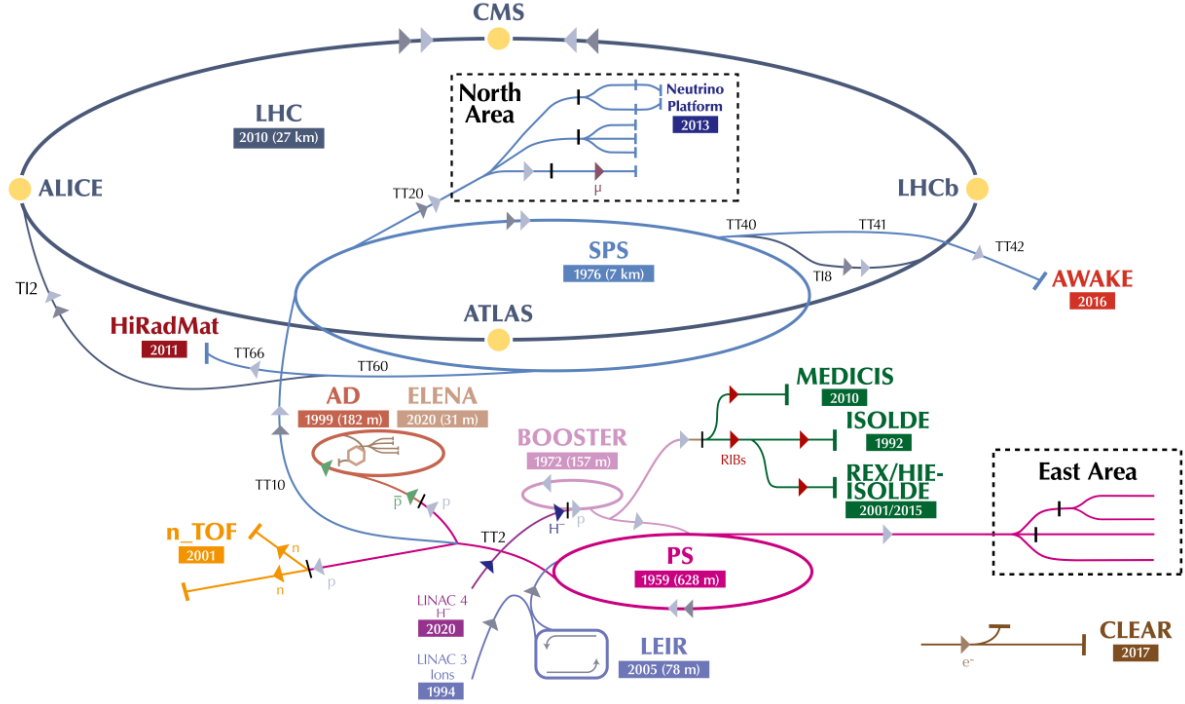 CMS
North
Area
Neutrino
Platform
2013
LHC
2010 (27 km)
μ
ALICE
LHCb
TT20
TT40
TT41
TT42
SPS
1976 (7 km)
TI8
AWAKE
2016
TI2
ATLAS
HiRadMat
2011
TT66
TT60
AD
1999 (182 m)
ELENA
2020 (31 m)
MEDICIS
2010
ISOLDE
1992
RIBs
REX/HIE-
ISOLDE
2001/2015
BOOSTER
1972 (157 m)
East Area
TT10
p̅
p
H⁻
p
TT2
n_TOF
2001
n
n
p
PS
1959 (628 m)
LINAC 4
H⁻
2020
LINAC 3
Ions
1994
LEIR
2005 (78 m)
e⁻
CLEAR
2017